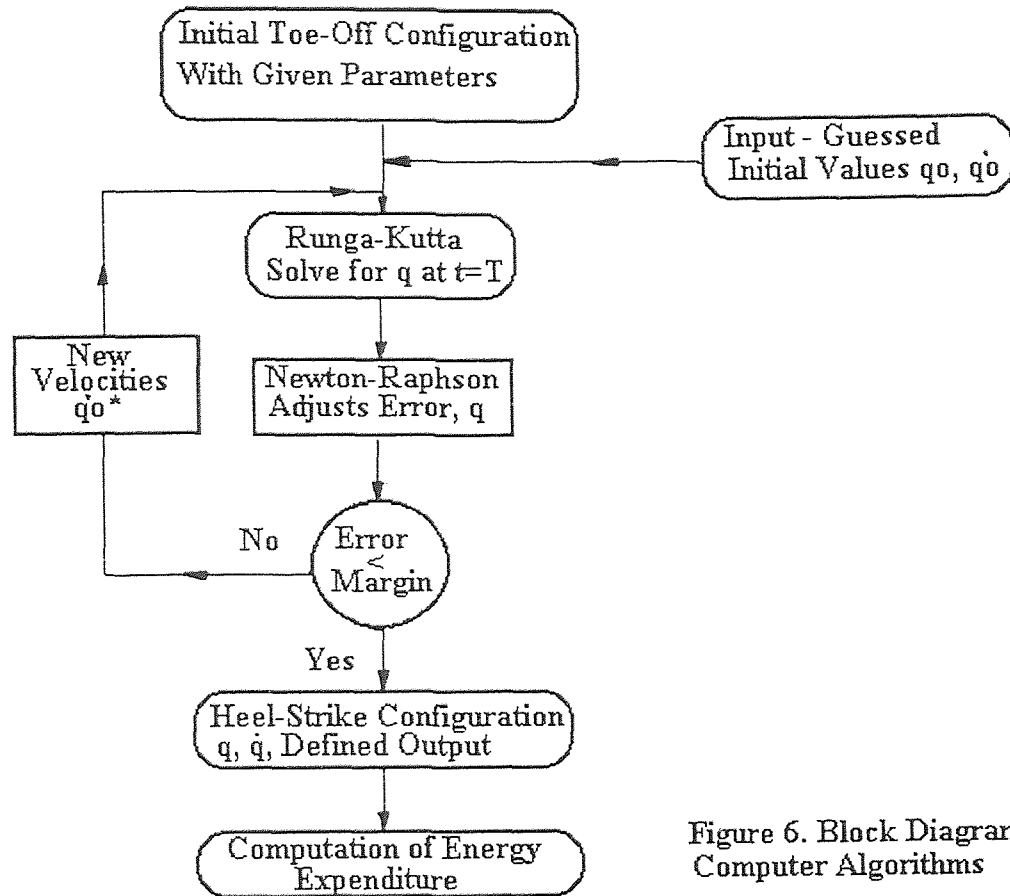 Initial Toe-Off Configuration
With Given Parameters
Input - Guessed
Initial Values qo, q̇o
Runga-Kutta
Solve for q at t=T
New
Velocities
q̇o*
Newton-Raphson
Adjusts Error, q
No
Error
<
Margin
Yes
Heel-Strike Configuration
q, q̇, Defined Output
Computation of Energy
Expenditure
Figure 6. Block Diagram
Computer Algorithms